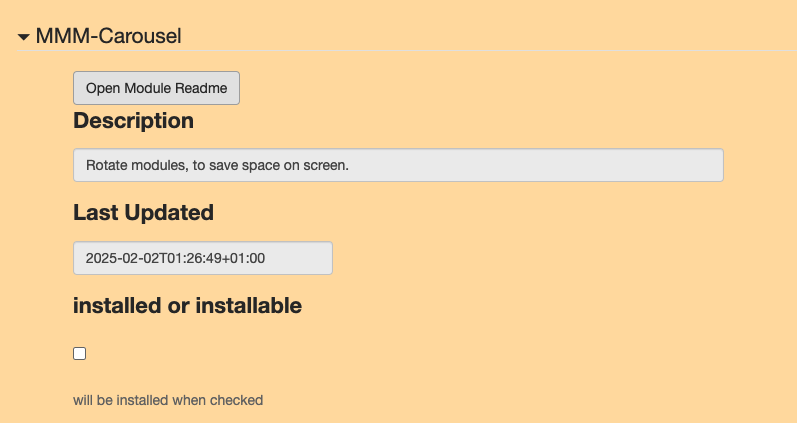 MMM-Carousel
Open Module Readme
Description
Rotate modules, to save space on screen.
Last Updated
2025-02-02T01:26:49+01:00
installed or installable
will be installed when checked